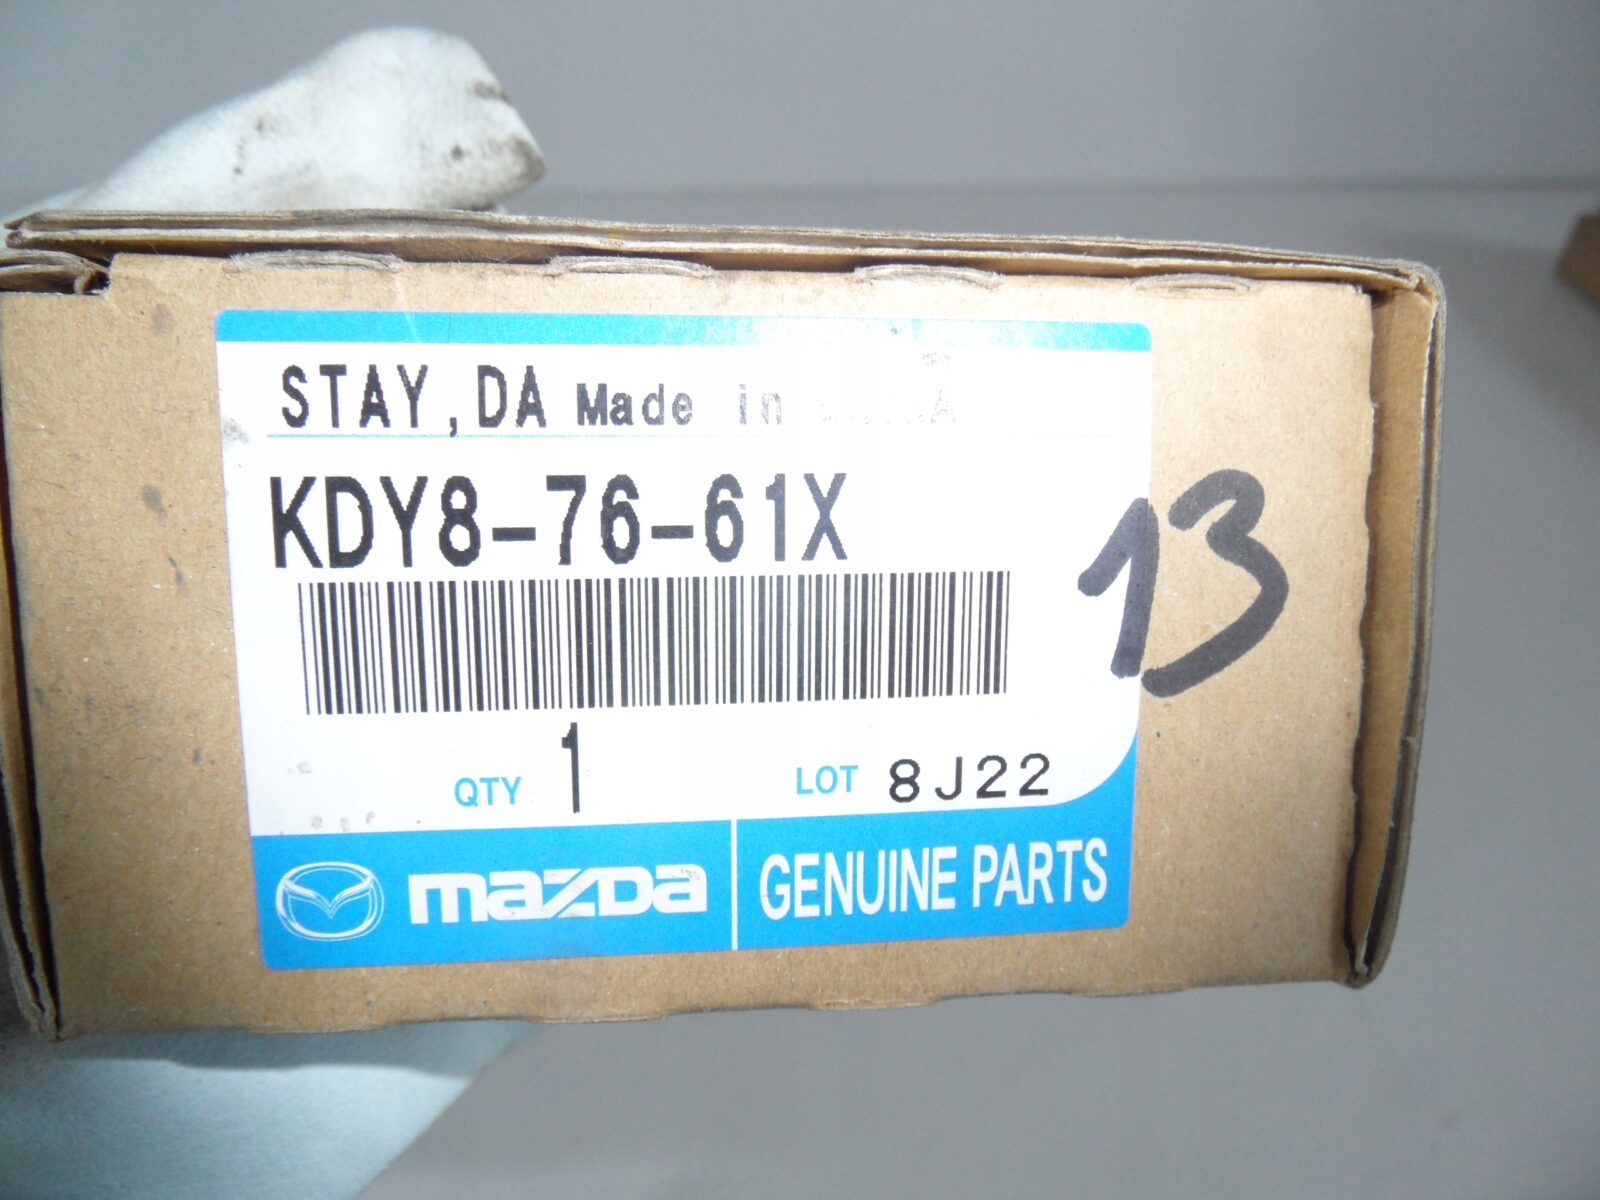 STAY,DA Made in
KDY8-76-61X
13
QTY 1 LOT 8J22
mazda GENUINE PARTS